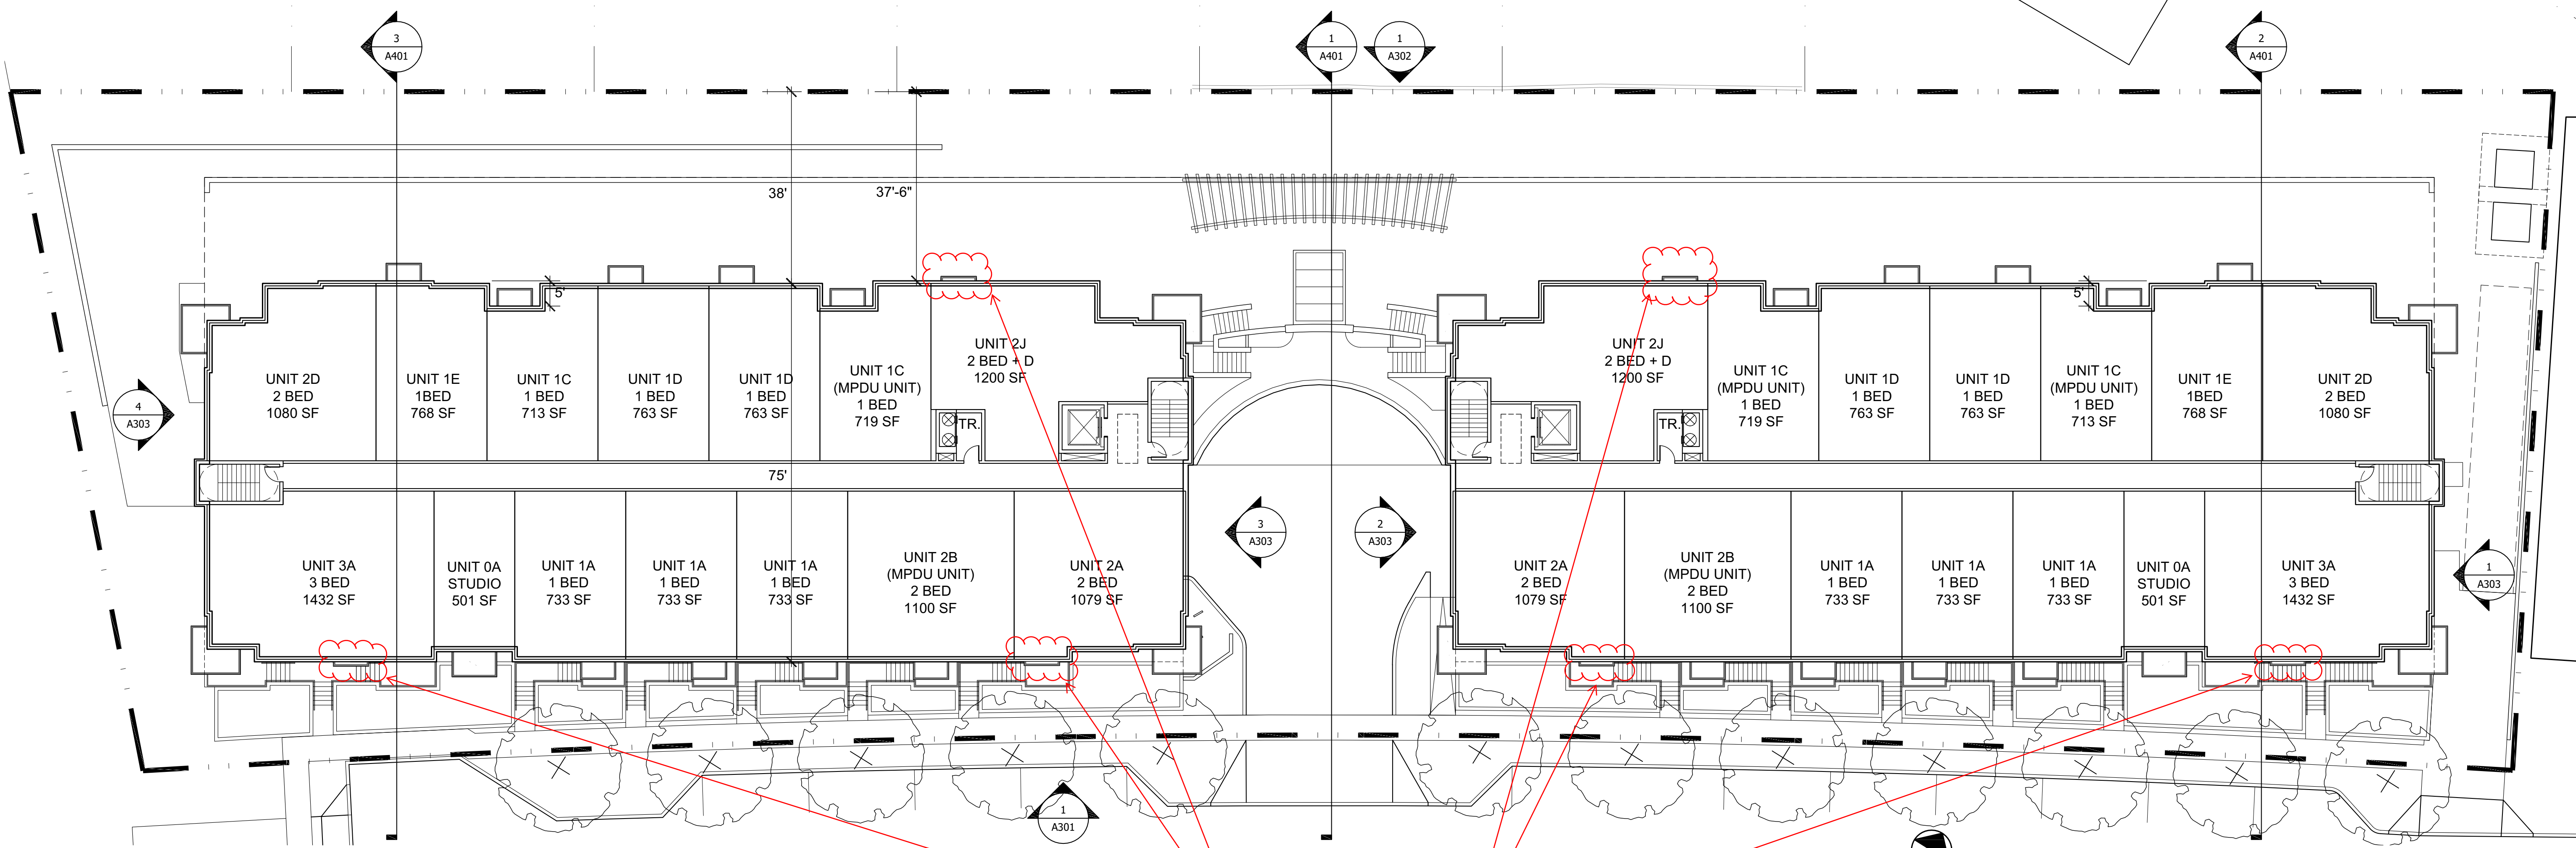 3
A401
1
A401
1
A302
2
A401
38'
37'-6"
5'
5'
UNIT 2D
2 BED
1080 SF
UNIT 1E
1BED
768 SF
UNIT 1C
1 BED
713 SF
UNIT 1D
1 BED
763 SF
UNIT 1D
1 BED
763 SF
UNIT 1C
(MPDU UNIT)
1 BED
719 SF
UNIT 2J
2 BED + D
1200 SF
TR.
UNIT 2J
2 BED + D
1200 SF
TR.
UNIT 1C
(MPDU UNIT)
1 BED
719 SF
UNIT 1D
1 BED
763 SF
UNIT 1D
1 BED
763 SF
UNIT 1C
(MPDU UNIT)
1 BED
713 SF
UNIT 1E
1BED
768 SF
UNIT 2D
2 BED
1080 SF
4
A303
75'
3
A303
2
A303
UNIT 3A
3 BED
1432 SF
UNIT 0A
STUDIO
501 SF
UNIT 1A
1 BED
733 SF
UNIT 1A
1 BED
733 SF
UNIT 1A
1 BED
733 SF
UNIT 2B
(MPDU UNIT)
2 BED
1100 SF
UNIT 2A
2 BED
1079 SF
UNIT 2A
2 BED
1079 SF
UNIT 2B
(MPDU UNIT)
2 BED
1100 SF
UNIT 1A
1 BED
733 SF
UNIT 1A
1 BED
733 SF
UNIT 1A
1 BED
733 SF
UNIT 0A
STUDIO
501 SF
UNIT 3A
3 BED
1432 SF
1
A303
1
A301